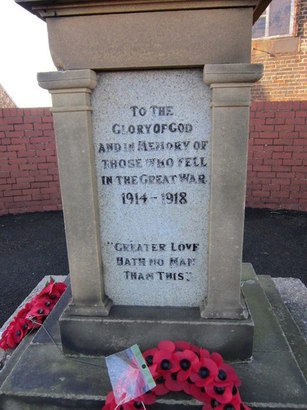 TO THE
GLORY OF GOD
AND IN MEMORY OF
THOSE WHO FELL
IN THE GREAT WAR
1914 - 1918
"GREATER LOVE
HATH NO MAN
THAN THIS"